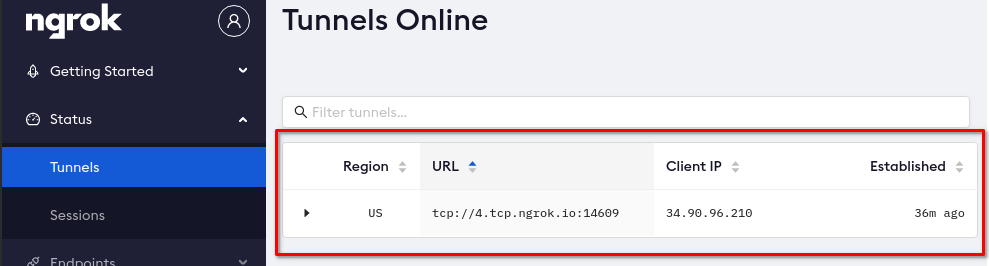 ngrok
Getting Started
Status
Tunnels
Sessions
Endpoints
Tunnels Online
Filter tunnels...
Region URL Client IP Established
US tcp://4.tcp.ngrok.io:14609 34.90.96.210 36m ago